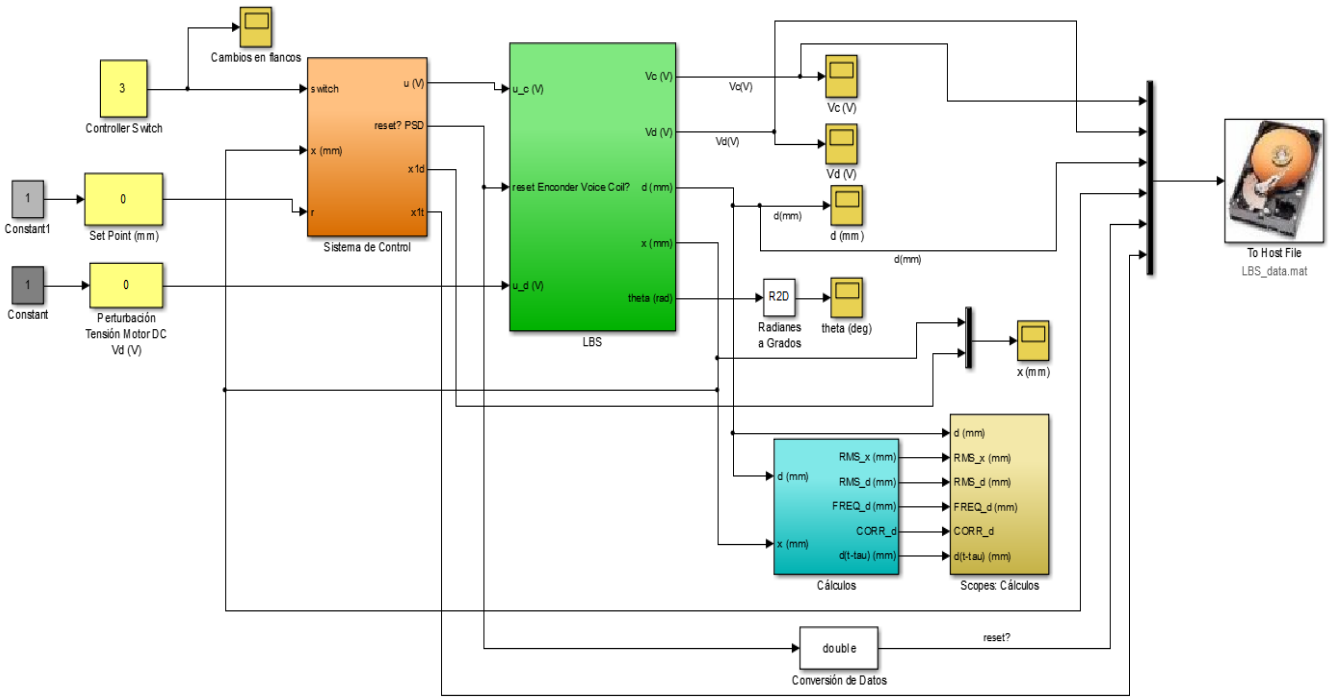 Cambios en flancos
3
Controller Switch
switch
x (mm)
r
u (V)
reset? PSD
x1d
x1t
Sistema de Control
1
Constant1
0
Set Point (mm)
1
Constant
0
Perturbación
Tensión Motor DC
Vd (V)
u_c (V)
reset Enconder Voice Coil?
u_d (V)
Vc (V)
Vd (V)
d (mm)
x (mm)
theta (rad)
LBS
Vc(V)
Vc (V)
Vd(V)
Vd (V)
d(mm)
d (mm)
d(mm)
R2D
Radianes
a Grados
theta (deg)
x (mm)
To Host File
LBS_data.mat
d (mm)
x (mm)
RMS_x (mm)
RMS_d (mm)
FREQ_d (mm)
CORR_d
d(t-tau) (mm)
Cálculos
d (mm)
RMS_x (mm)
RMS_d (mm)
FREQ_d (mm)
CORR_d
d(t-tau) (mm)
Scopes: Cálculos
double
Conversión de Datos
reset?